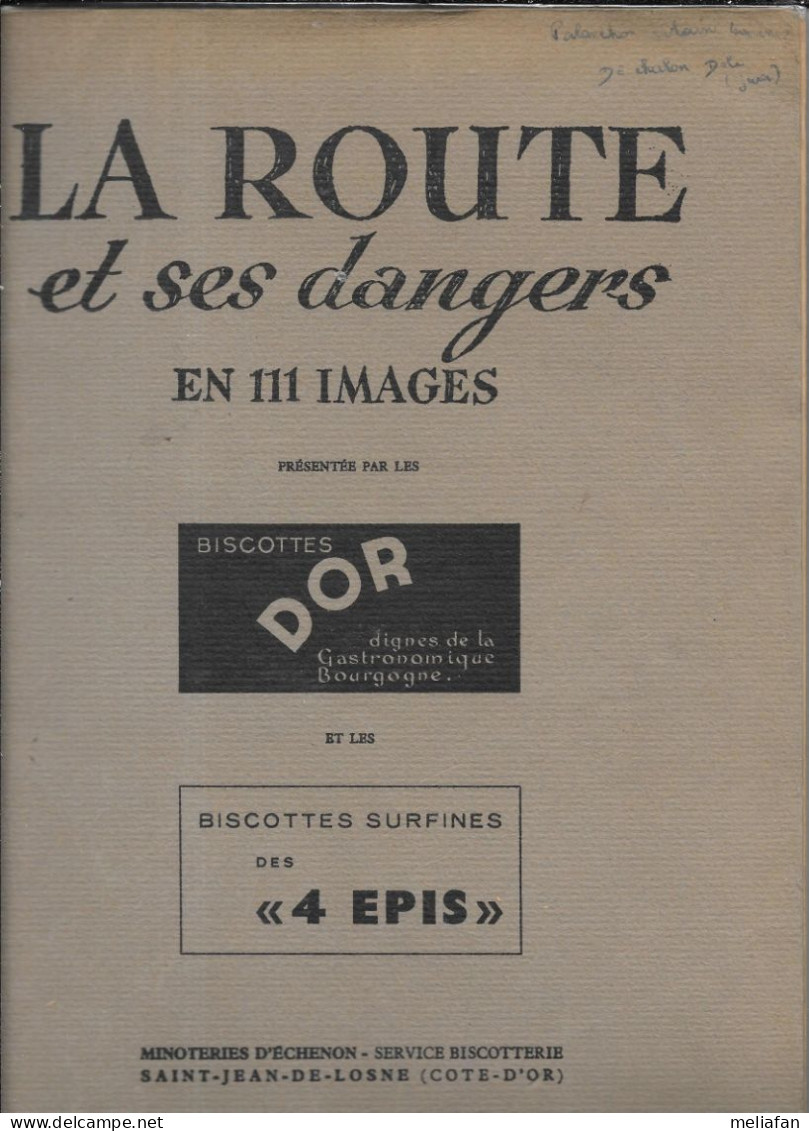 LA ROUTE
et ses dangers
EN 111 IMAGES
PRÉSENTÉE PAR LES
BISCOTTES
DOR
dignes de la
Gastronomique
Bourgogne.
ET LES
BISCOTTES SURFINES
DES
« 4 EPIS »
MINOTERIES D'ÉCHENON - SERVICE BISCOTTERIE
SAINT-JEAN-DE-LOSNE (COTE-D'OR)
www.delcampe.net
meliafan